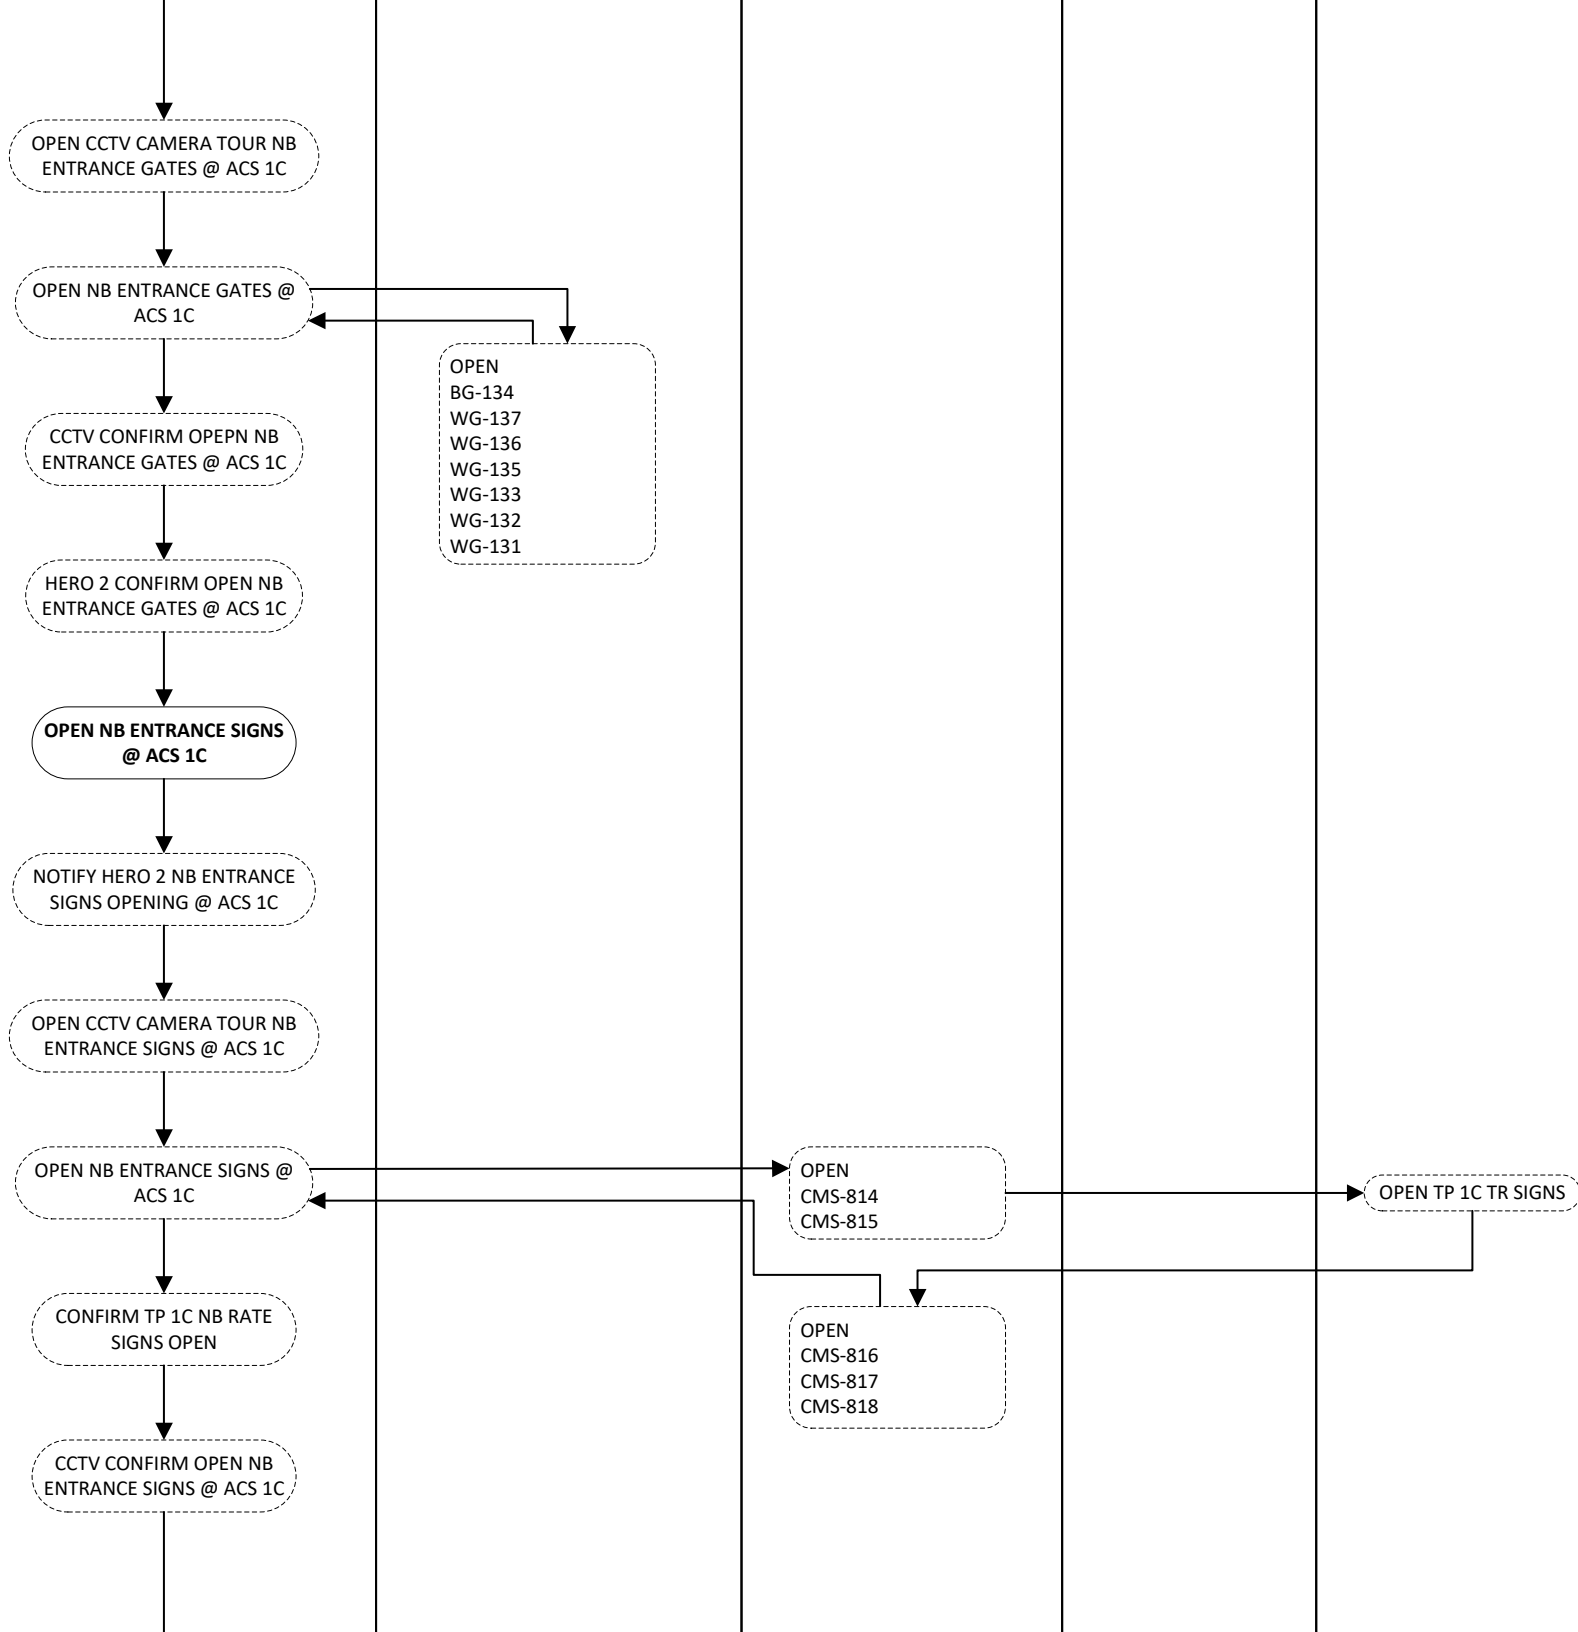 OPEN CCTV CAMERA TOUR NB
ENTRANCE GATES @ ACS 1C
OPEN NB ENTRANCE GATES @
ACS 1C
OPEN
BG-134
WG-137
WG-136
WG-135
WG-133
WG-132
WG-131
CCTV CONFIRM OPEPN NB
ENTRANCE GATES @ ACS 1C
HERO 2 CONFIRM OPEN NB
ENTRANCE GATES @ ACS 1C
OPEN NB ENTRANCE SIGNS
@ ACS 1C
NOTIFY HERO 2 NB ENTRANCE
SIGNS OPENING @ ACS 1C
OPEN CCTV CAMERA TOUR NB
ENTRANCE SIGNS @ ACS 1C
OPEN NB ENTRANCE SIGNS @
ACS 1C
OPEN
CMS-814
CMS-815
OPEN TP 1C TR SIGNS
OPEN
CMS-816
CMS-817
CMS-818
CONFIRM TP 1C NB RATE
SIGNS OPEN
CCTV CONFIRM OPEN NB
ENTRANCE SIGNS @ ACS 1C